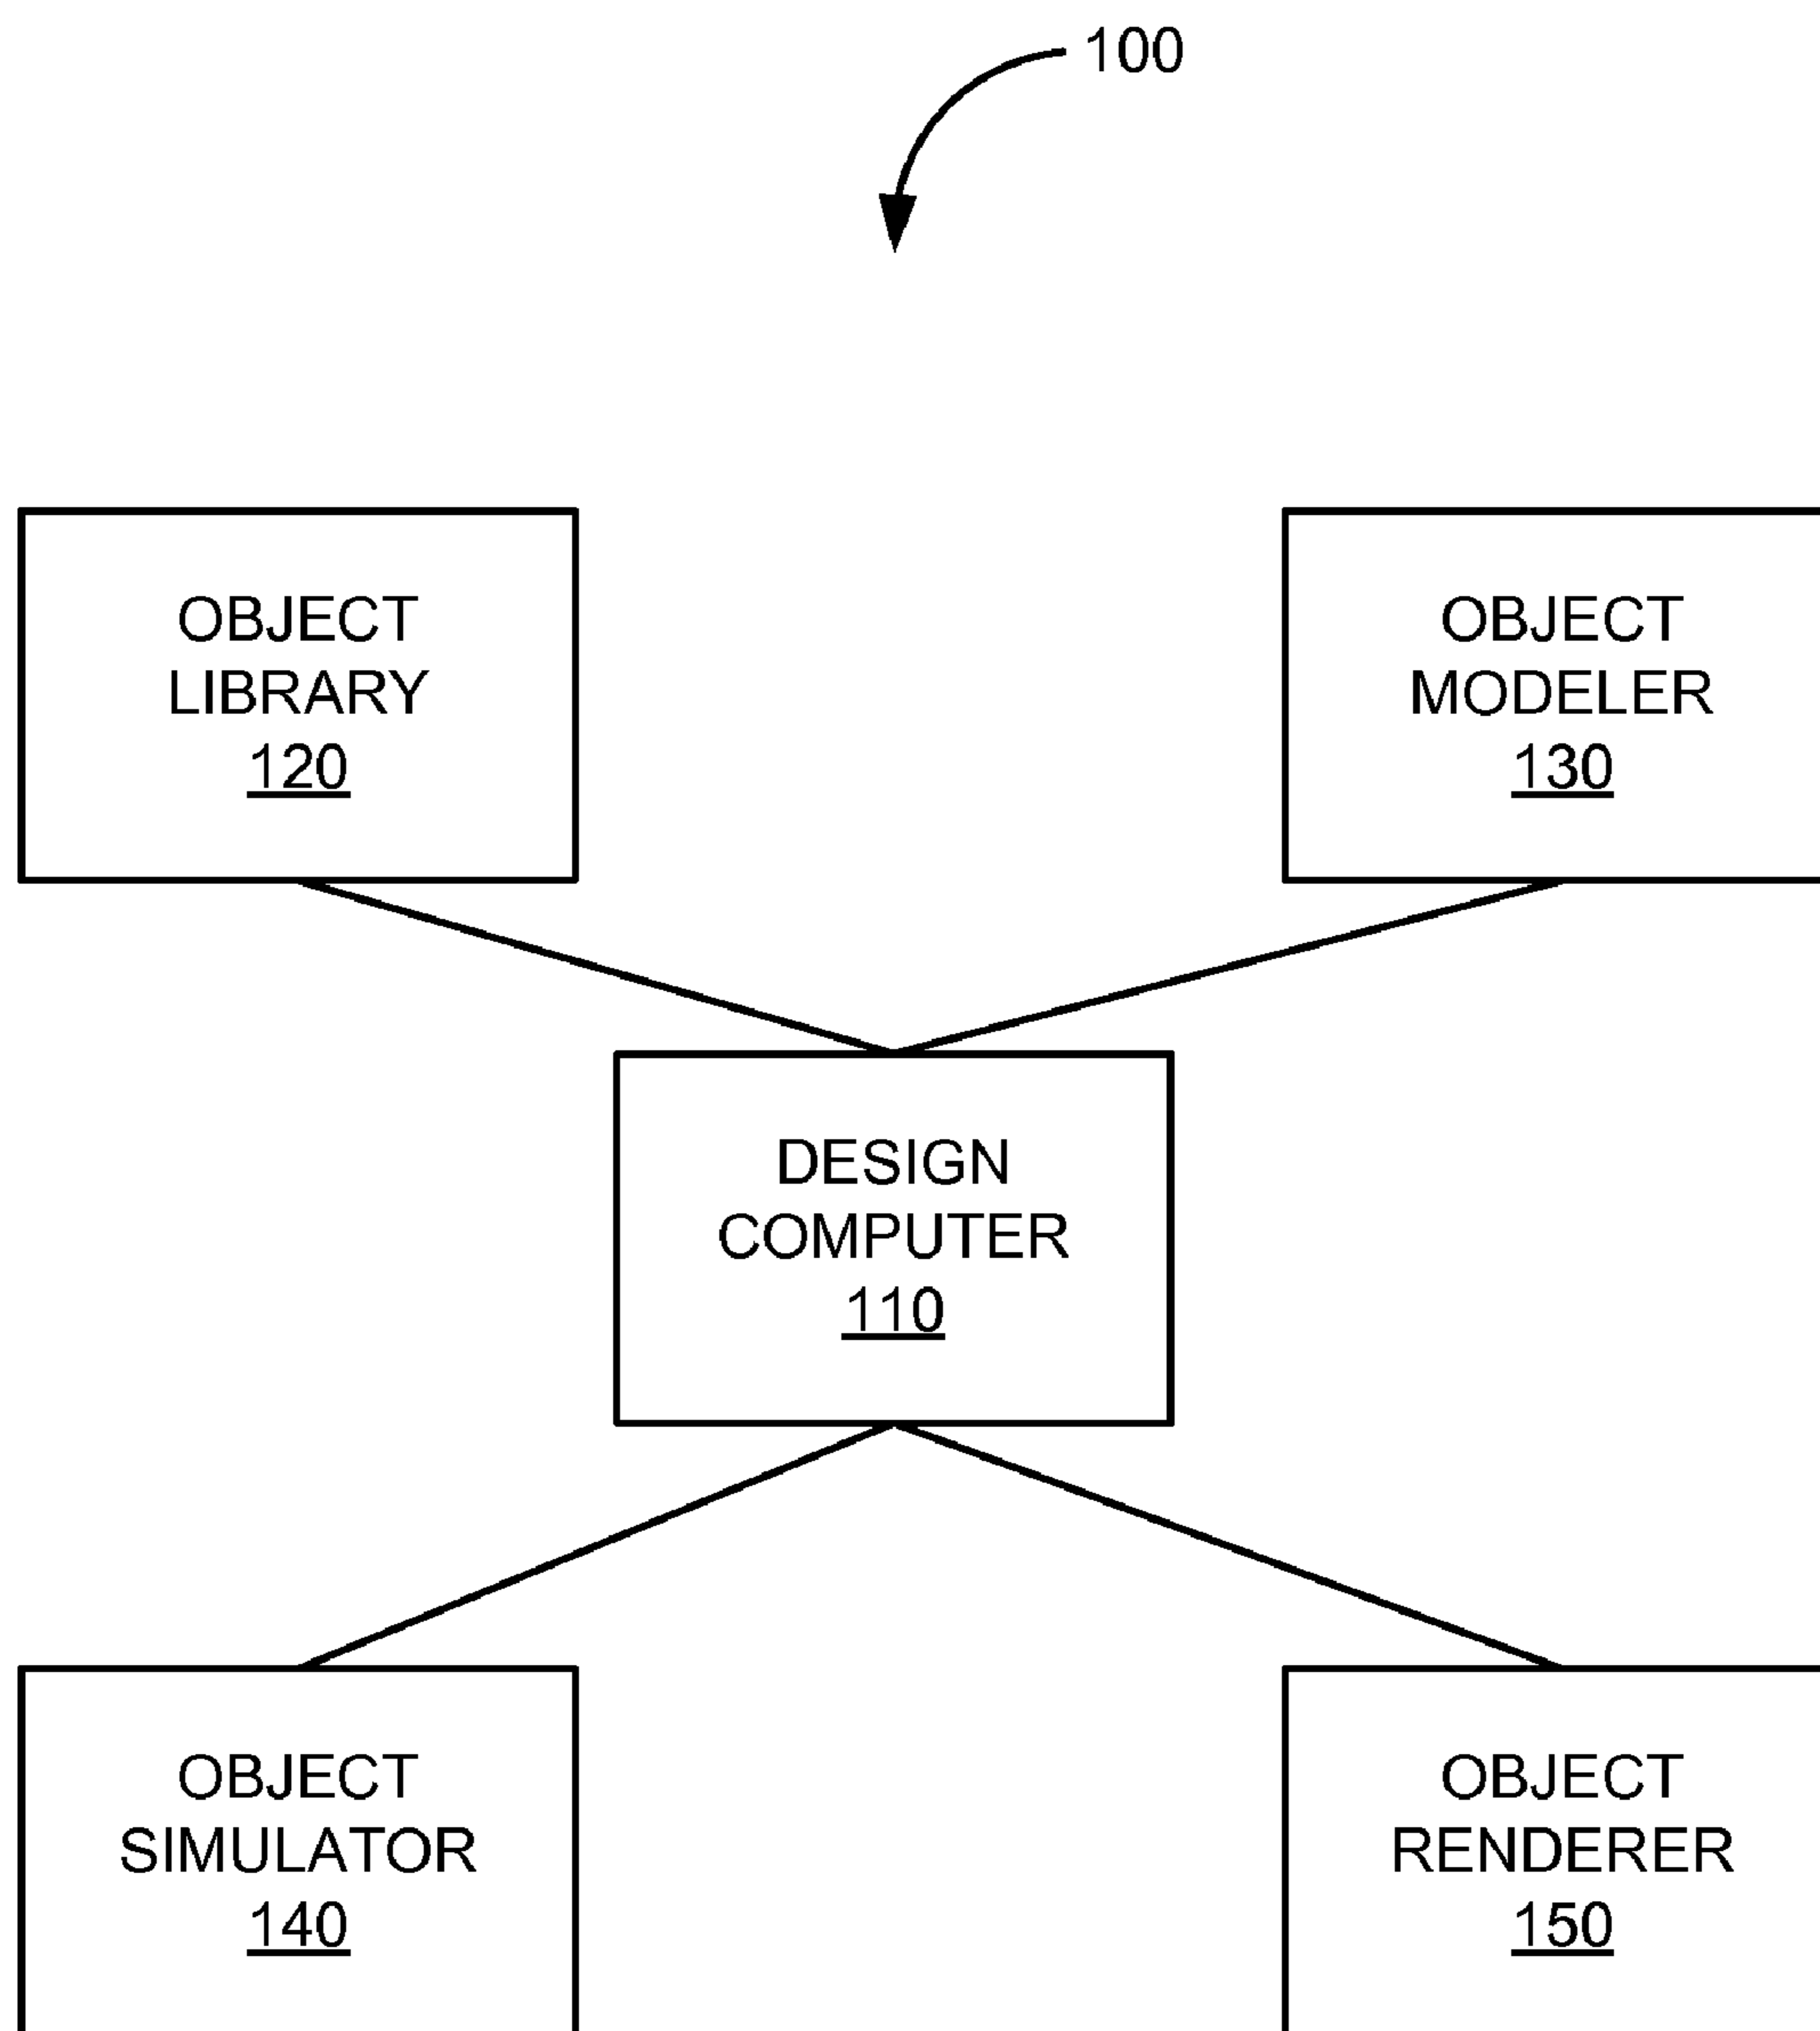 100
OBJECT
LIBRARY
120
OBJECT
MODELER
130
DESIGN
COMPUTER
110
OBJECT
SIMULATOR
140
OBJECT
RENDERER
150